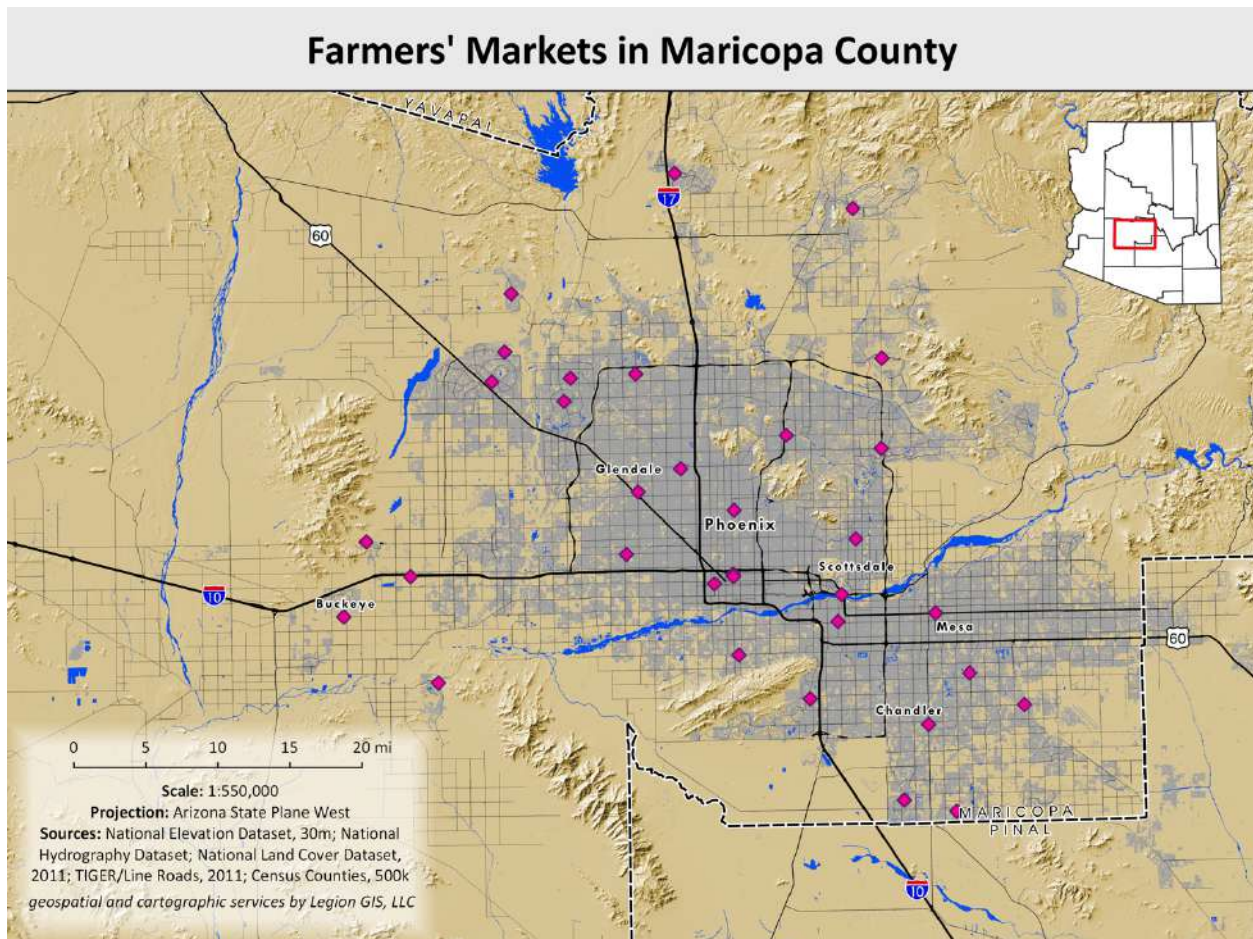 Farmers' Markets in Maricopa County
YAVAPAI
17
60
Glendale
Phoenix
Scottsdale
10
Buckeye
Mesa
60
Chandler
0 5 10 15 20 mi
Scale: 1:550,000
Projection: Arizona State Plane West
Sources: National Elevation Dataset, 30m; National
Hydrography Dataset; National Land Cover Dataset,
2011; TIGER/Line Roads, 2011; Census Counties, 500k
geospatial and cartographic services by Legion GIS, LLC
MARICOPA
PINAL
10